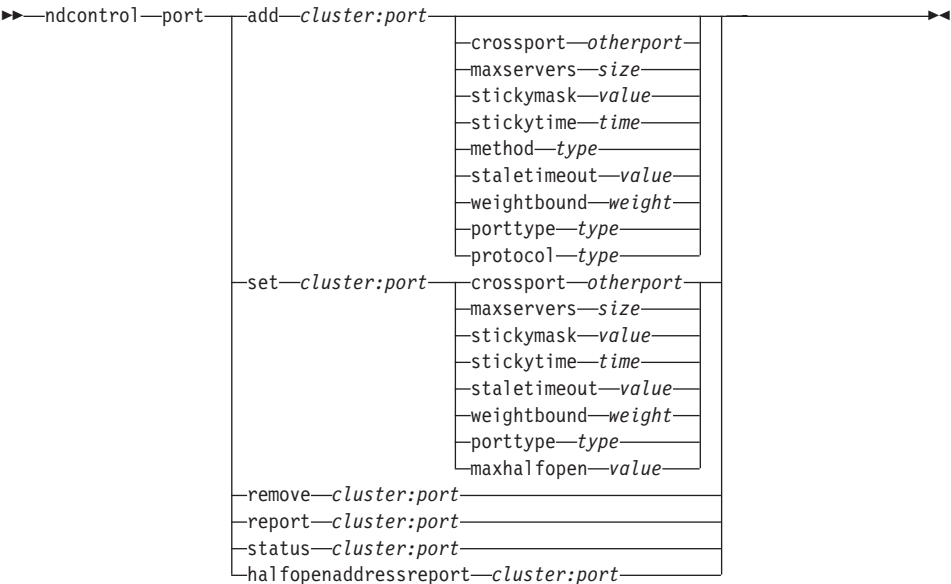 ndcontrol port add cluster:port
crossport otherport
maxservers size
stickymask value
stickytime time
method type
staletimeout value
weightbound weight
porttype type
protocol type
set cluster:port crossport otherport
maxservers size
stickymask value
stickytime time
staletimeout value
weightbound weight
porttype type
maxhalfopen value
remove cluster:port
report cluster:port
status cluster:port
halfopenaddressreport cluster:port